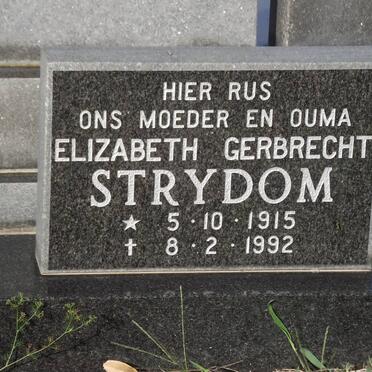 HIER RUS
ONS MOEDER EN OUMA
ELIZABETH GERBRECHT
STRYDOM
★ 5·10·1915
✝ 8·2·1992